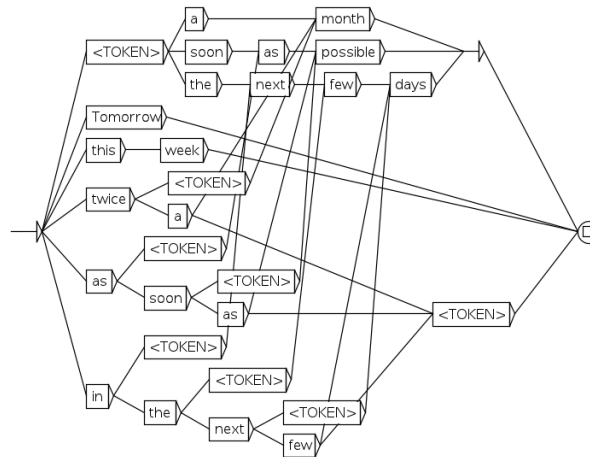 a month
<TOKEN> soon as possible
the next few days
Tomorrow
this week
<TOKEN>
twice
a
<TOKEN>
as
soon <TOKEN>
as <TOKEN>
<TOKEN>
<TOKEN>
in
the
<TOKEN>
next
few